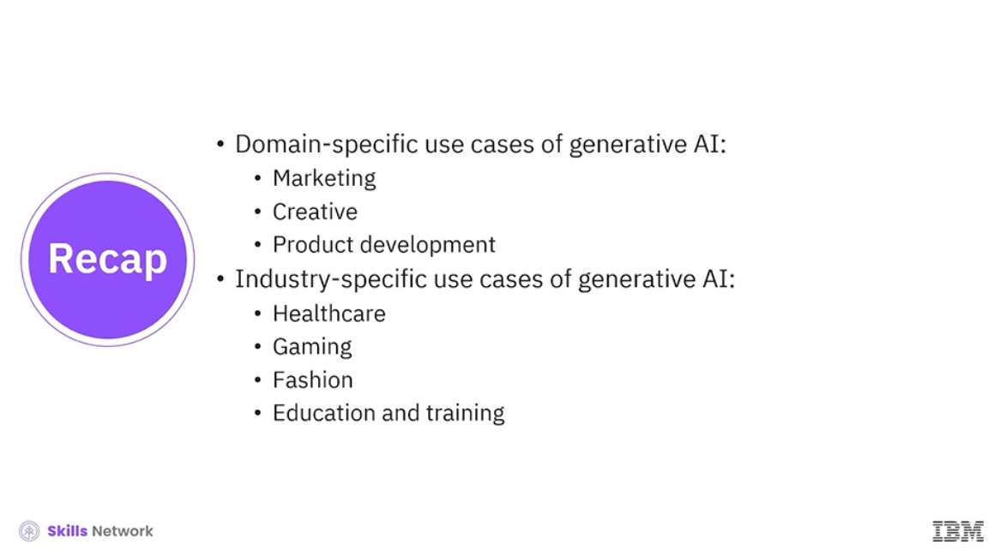 Recap
• Domain-specific use cases of generative AI:
• Marketing
• Creative
• Product development
• Industry-specific use cases of generative AI:
• Healthcare
• Gaming
• Fashion
• Education and training
Skills Network
IBM